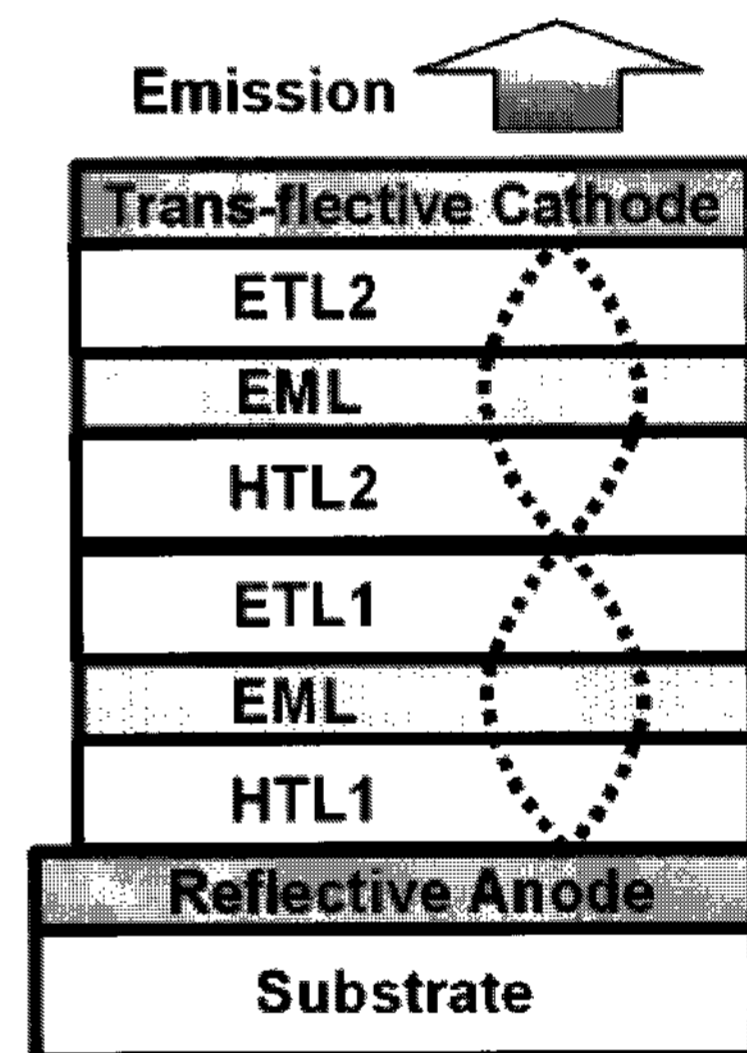 Emission
Trans-flective Cathode
ETL2
EML
HTL2
ETL1
EML
HTL1
Reflective Anode
Substrate